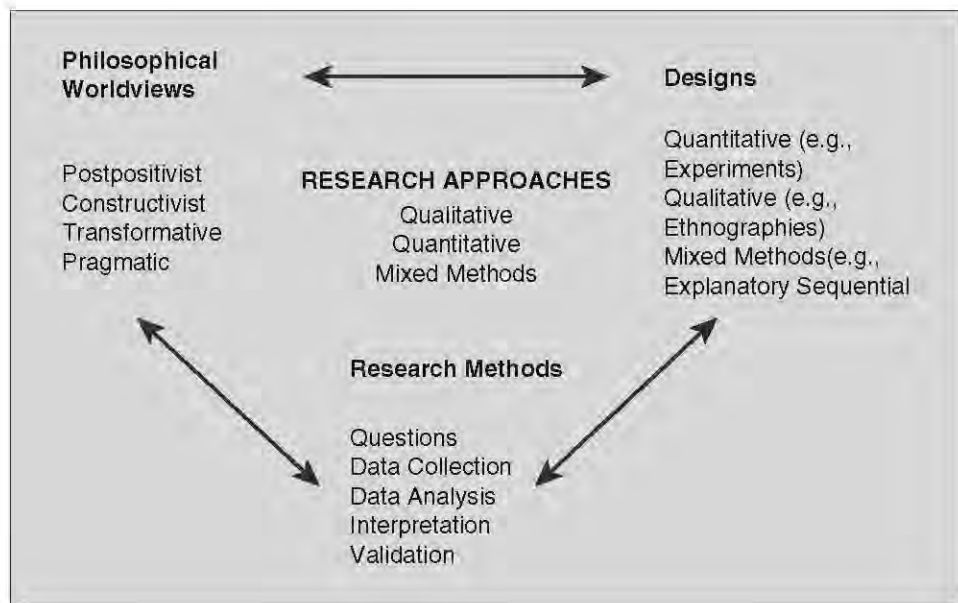 Philosophical
Worldviews
Postpositivist
Constructivist
Transformative
Pragmatic
RESEARCH APPROACHES
Qualitative
Quantitative
Mixed Methods
Designs
Quantitative (e.g.,
Experiments)
Qualitative (e.g.,
Ethnographies)
Mixed Methods(e.g.,
Explanatory Sequential
Research Methods
Questions
Data Collection
Data Analysis
Interpretation
Validation